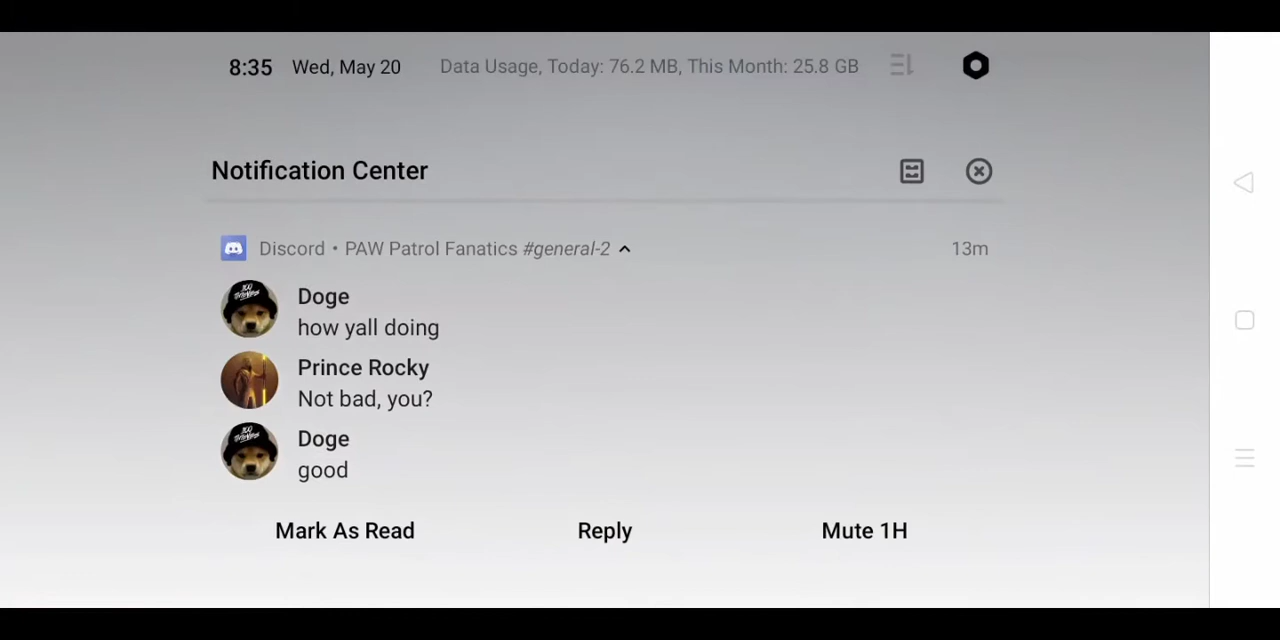 8:35 Wed, May 20 Data Usage, Today: 76.2 MB, This Month: 25.8 GB
Notification Center
Discord • PAW Patrol Fanatics #general-2 13m
Doge
how yall doing
Prince Rocky
Not bad, you?
Doge
good
Mark As Read Reply Mute 1H